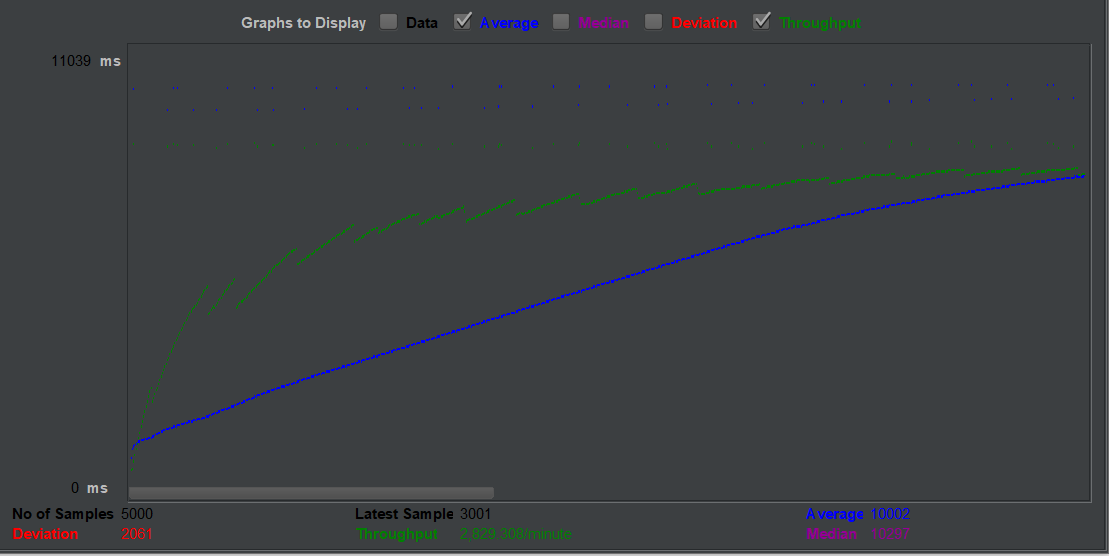 Graphs to Display Data Average Median Deviation Throughput
11039 ms
0 ms
No of Samples 5000 Latest Sample 3001 Average 10002
Deviation 2061 Throughput 2,829.308/minute Median 10297